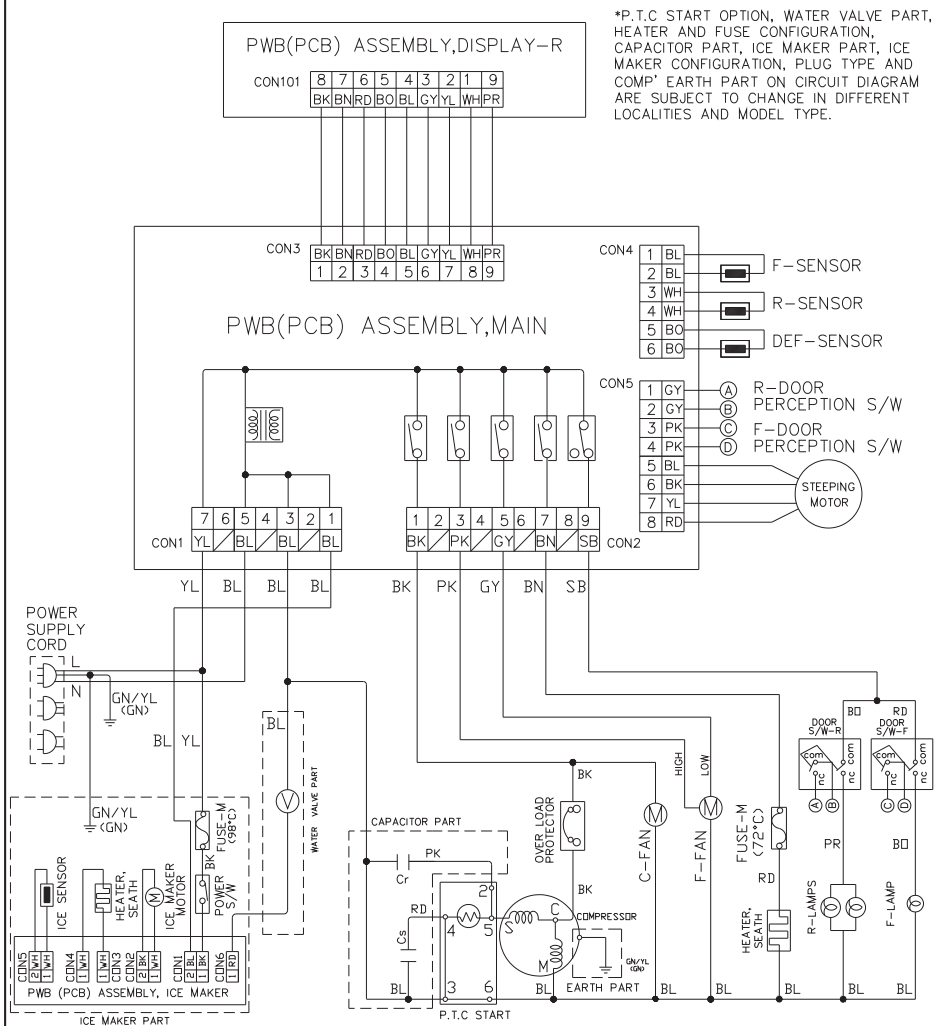 *P.T.C START OPTION, WATER VALVE PART,
HEATER AND FUSE CONFIGURATION,
CAPACITOR PART, ICE MAKER PART, ICE
MAKER CONFIGURATION, PLUG TYPE AND
COMP' EARTH PART ON CIRCUIT DIAGRAM
ARE SUBJECT TO CHANGE IN DIFFERENT
LOCALITIES AND MODEL TYPE.
PWB(PCB) ASSEMBLY,DISPLAY-R
CON101 8 7 6 5 4 3 2 1 9
BK BN RD BO BL GY YL WH PR
CON3 BK BN RD BO BL GY YL WH PR
1 2 3 4 5 6 7 8 9
PWB(PCB) ASSEMBLY,MAIN
CON4
1 BL
2 BL
F-SENSOR
3 WH
4 WH
R-SENSOR
5 BO
6 BO
DEF-SENSOR
CON5
1 GY A
2 GY B
R-DOOR
PERCEPTION S/W
3 PK C
4 PK D
F-DOOR
PERCEPTION S/W
5 BL
6 BK
7 YL
8 RD
STEEPING
MOTOR
7 6 5 4 3 2 1
CON1 YL BL BL BL
1 2 3 4 5 6 7 8 9
BK PK GY BN SB CON2
YL BL BL BL
BK PK GY BN SB
POWER
SUPPLY
CORD
L
N
GN/YL
(GN)
BL YL
GN/YL
(GN)
BL
V
WATER VALVE PART
FUSE-M
(98°C)
BK
POWER
S/W
ICE SENSOR
HEATER,
SEATH
M
ICE MAKER
MOTOR
CON5 2 WH 1 WH
CON4 1 WH
1 WH CON3
CON2 2 BK 1 WH
CON1 2 BL 1 BK
CON6 1 RD
PWB (PCB) ASSEMBLY, ICE MAKER
ICE MAKER PART
CAPACITOR PART
PK
Cr
RD
Cs
2
4 5
3 6
BL
BL
P.T.C START
S
C
M
COMPRESSOR
OVER LOAD
PROTECTOR
BK
BK
GN/YL
(GN)
EARTH PART
BL
M
C-FAN
BL
HIGH
LOW
M
F-FAN
BL
FUSE-M
(72°C)
RD
HEATER,
SEATH
BL
BO
RD
DOOR
S/W-R
com com
nc nc
A B
DOOR
S/W-F
com com
nc nc
C D
PR
BO
R-LAMPS
F-LAMP
BL
BL